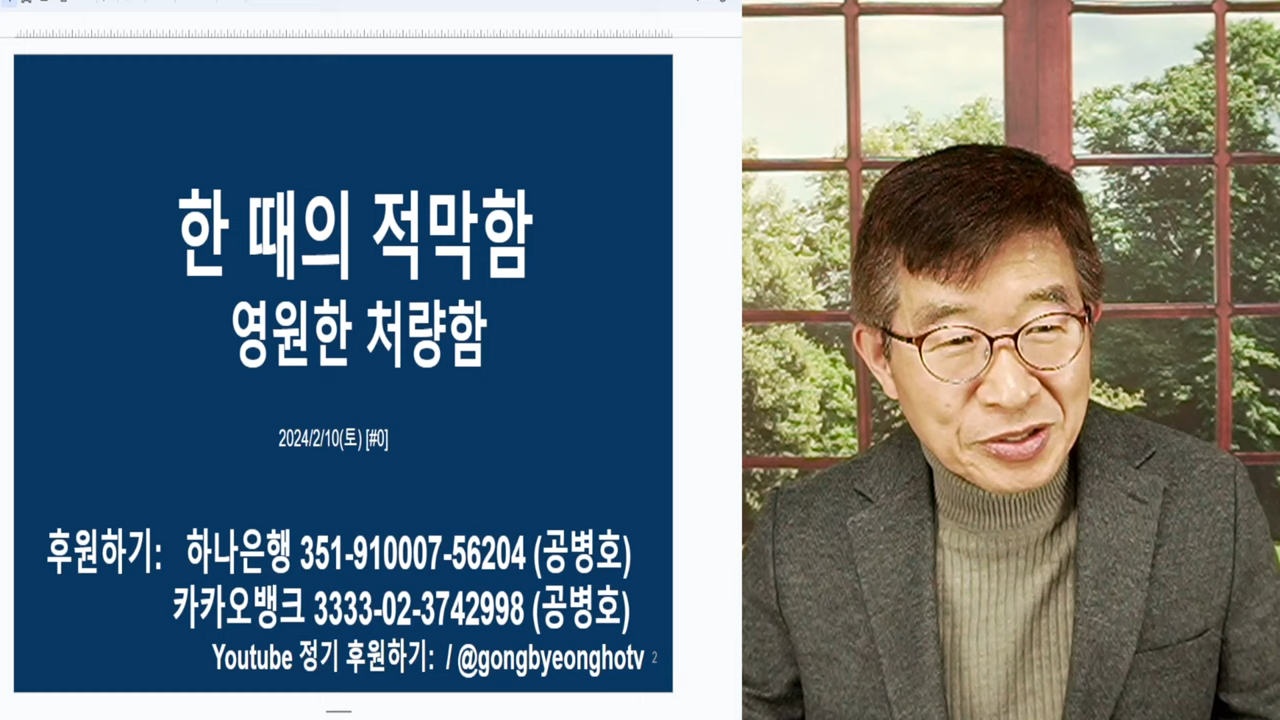 한 때의 적막함
영원한 처량함
2024/2/10(토) [#0]
후원하기: 하나은행 351-910007-56204 (공병호)
카카오뱅크 3333-02-3742998 (공병호)
Youtube 정기 후원하기: / @gongbyeonghotv 2